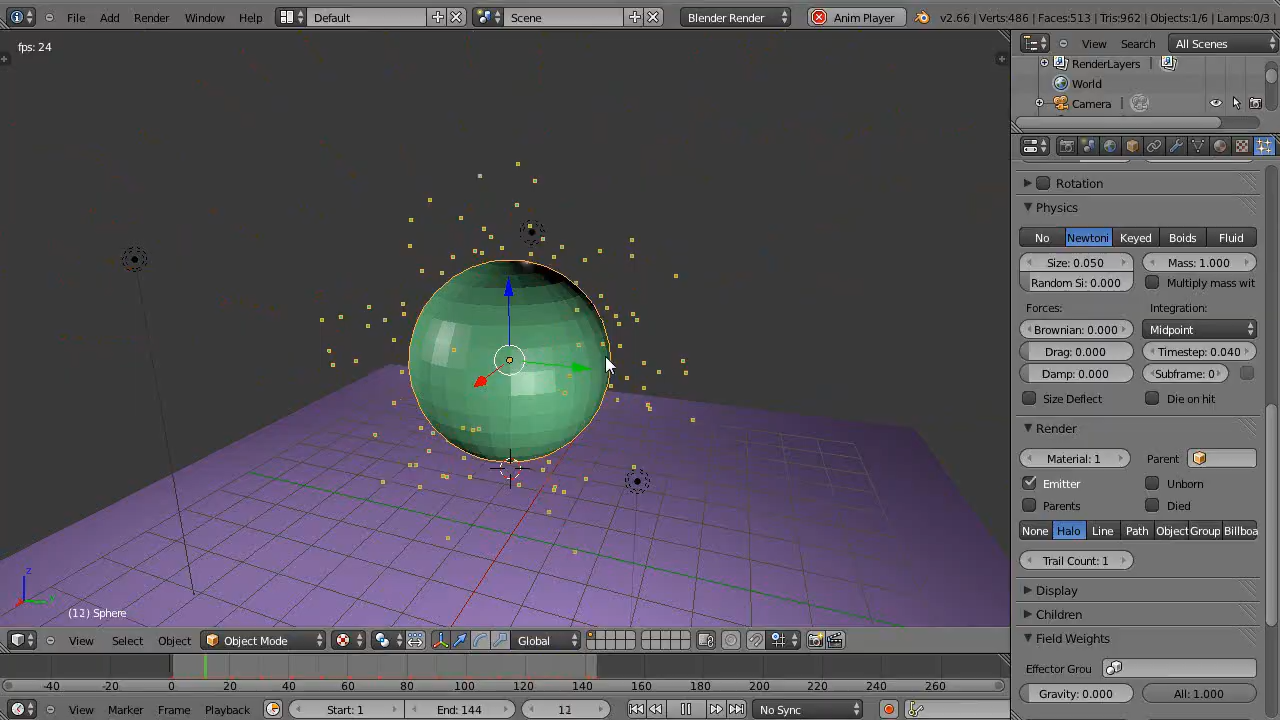 File Add Render Window Help Default Scene Blender Render Anim Player v2.66 | Verts:486 | Faces:513 | Tris:962 | Objects:1/6 | Lamps:0/3
fps: 24
View Search All Scenes
RenderLayers
World
Camera
Rotation
Physics
No Newtoni Keyed Boids Fluid
Size: 0.050 Mass: 1.000
Random Si: 0.000 Multiply mass wit
Forces: Integration:
Brownian: 0.000 Midpoint
Drag: 0.000 Timestep: 0.040
Damp: 0.000 Subframe: 0
Size Deflect Die on hit
Render
Material: 1 Parent
Emitter Unborn
Parents Died
None Halo Line Path Object Group Billboa
Trail Count: 1
Display
Children
Field Weights
Effector Grou
Gravity: 0.000 All: 1.000
z
(12) Sphere
View Select Object Object Mode Global
-40 -20 0 20 40 60 80 100 120 140 160 180 200 220 240 260
View Marker Frame Playback Start: 1 End: 144 No Sync